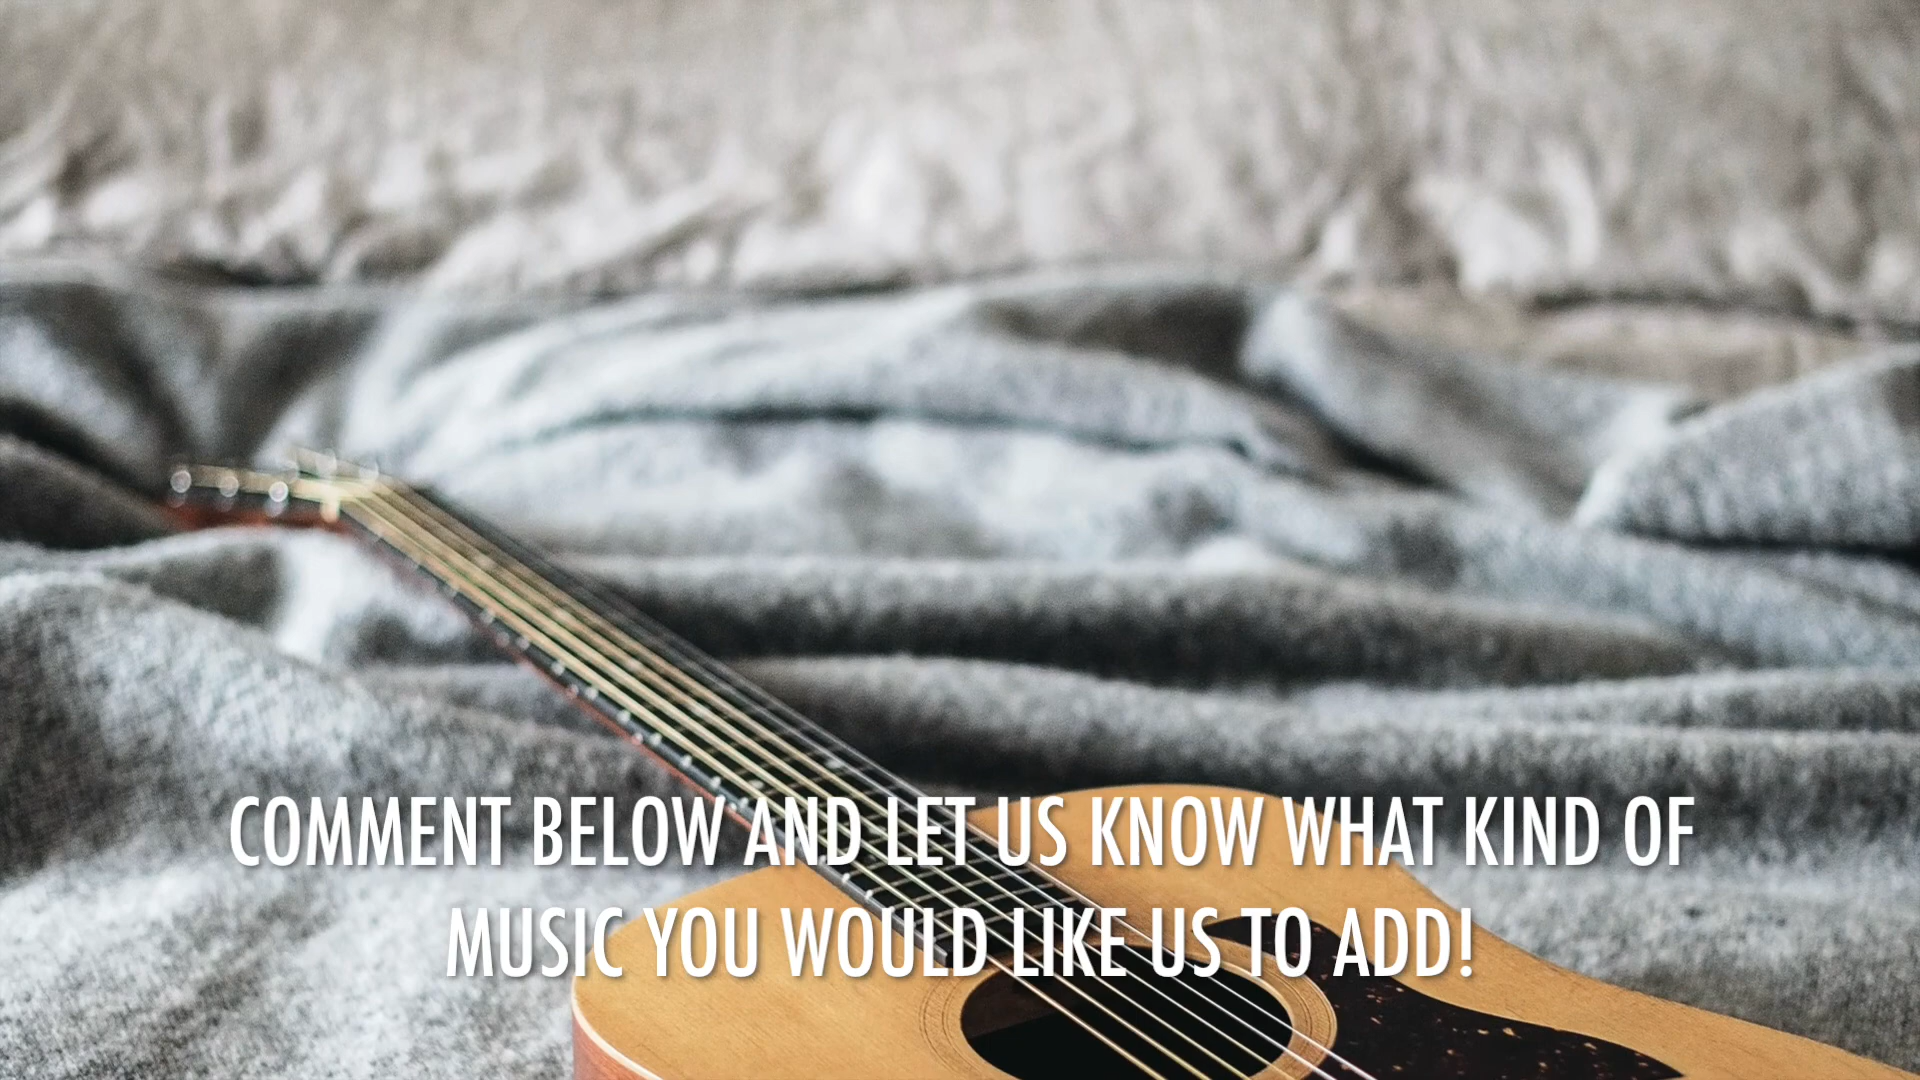 COMMENT BELOW AND LET US KNOW WHAT KIND OF
MUSIC YOU WOULD LIKE US TO ADD!